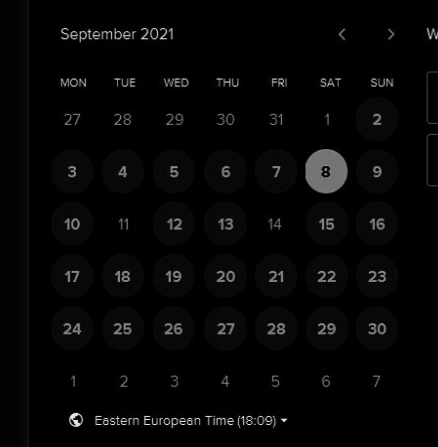 September 2021 < > W
MON TUE WED THU FRI SAT SUN
27 28 29 30 31 1 2
3 4 5 6 7 8 9
10 11 12 13 14 15 16
17 18 19 20 21 22 23
24 25 26 27 28 29 30
1 2 3 4 5 6 7
Eastern European Time (18:09)